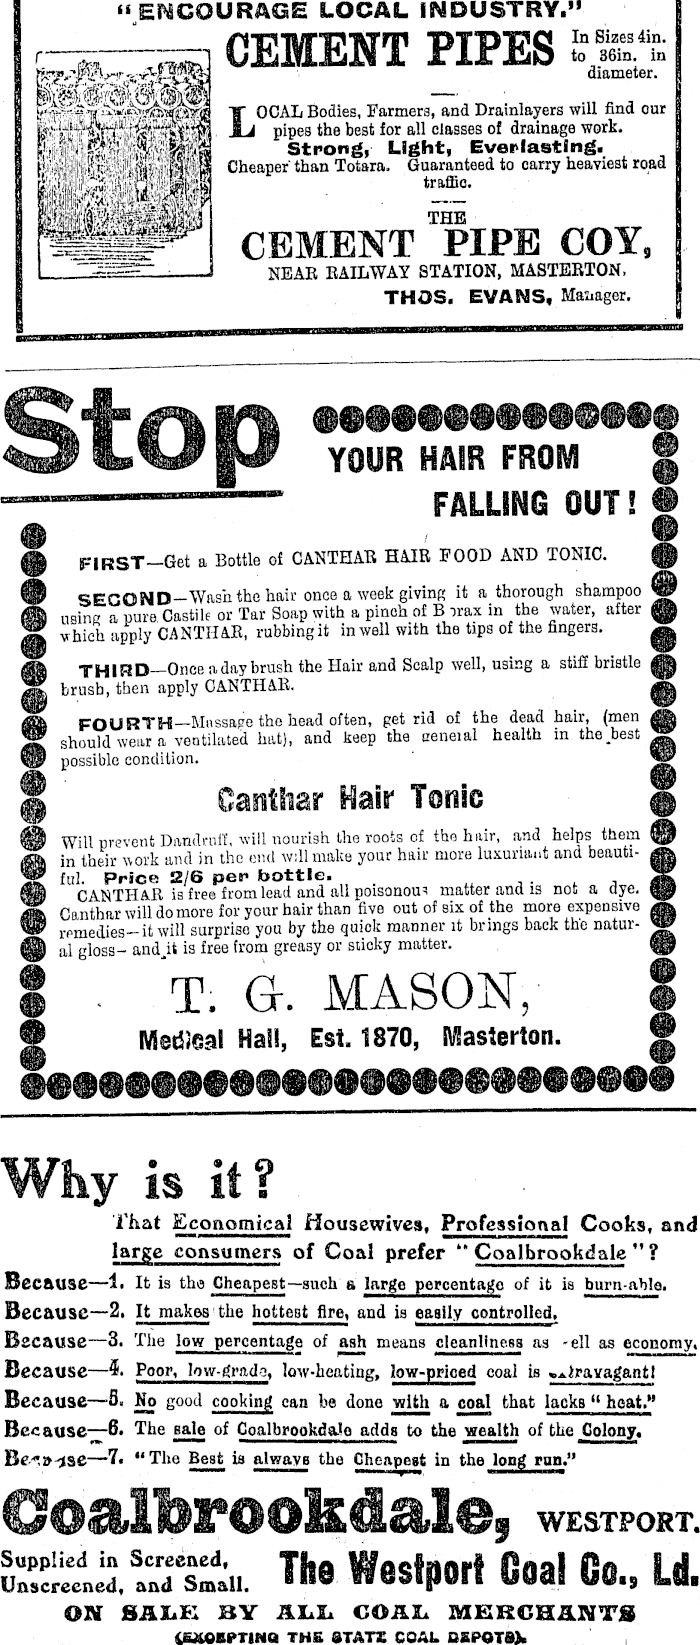 "ENCOURAGE LOCAL INDUSTRY."
CEMENT PIPES
In Sizes 4in.
to 36in. in
diameter.
LOCAL Bodies, Farmers, and Drainlayers will find our
pipes the best for all classes of drainage work.
Strong, Light, Everlasting.
Cheaper than Totara. Guaranteed to carry heaviest road
traffic.
THE
CEMENT PIPE COY,
NEAR RAILWAY STATION, MASTERTON,
THOS. EVANS, Manager.
Stop
YOUR HAIR FROM
FALLING OUT!
FIRST—Get a Bottle of CANTHAR HAIR FOOD AND TONIC.
SECOND—Wash the hair once a week giving it a thorough shampoo
using a pure Castile or Tar Soap with a pinch of Borax in the water, after
which apply CANTHAR, rubbing it in well with the tips of the fingers.
THIRD—Once a day brush the Hair and Scalp well, using a stiff bristle
brush, then apply CANTHAR.
FOURTH—Massage the head often, get rid of the dead hair, (men
should wear a ventilated hat), and keep the general health in the best
possible condition.
Canthar Hair Tonic
Will prevent Dandruff, will nourish the roots of the hair, and helps them
in their work and in the end will make your hair more luxuriant and beauti-
ful. Price 2/6 per bottle.
CANTHAR is free from lead and all poisonous matter and is not a dye.
Canthar will do more for your hair than five out of six of the more expensive
remedies—it will surprise you by the quick manner it brings back the natur-
al gloss—and it is free from greasy or sticky matter.
T. G. MASON,
Medical Hall, Est. 1870, Masterton.
Why is it?
That Economical Housewives, Professional Cooks, and
large consumers of Coal prefer "Coalbrookdale"?
Because—1. It is the Cheapest—such a large percentage of it is burn-able.
Because—2. It makes the hottest fire, and is easily controlled.
Because—3. The low percentage of ash means cleanliness as well as economy.
Because—4. Poor, low-grade, low-heating, low-priced coal is extravagant!
Because—5. No good cooking can be done with a coal that lacks "heat."
Because—6. The sale of Coalbrookdale adds to the wealth of the Colony.
Because—7. "The Best is always the Cheapest in the long run."
Coalbrookdale, WESTPORT.
Supplied in Screened,
Unscreened, and Small.
The Westport Coal Co., Ld.
ON SALE BY ALL COAL MERCHANTS
(EXCEPTING THE STATE COAL DEPOTS).